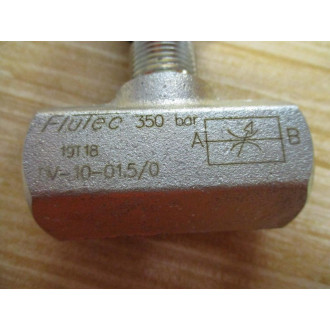 Flutec 350 bar
A B
19T18
DV-10-01.5/0